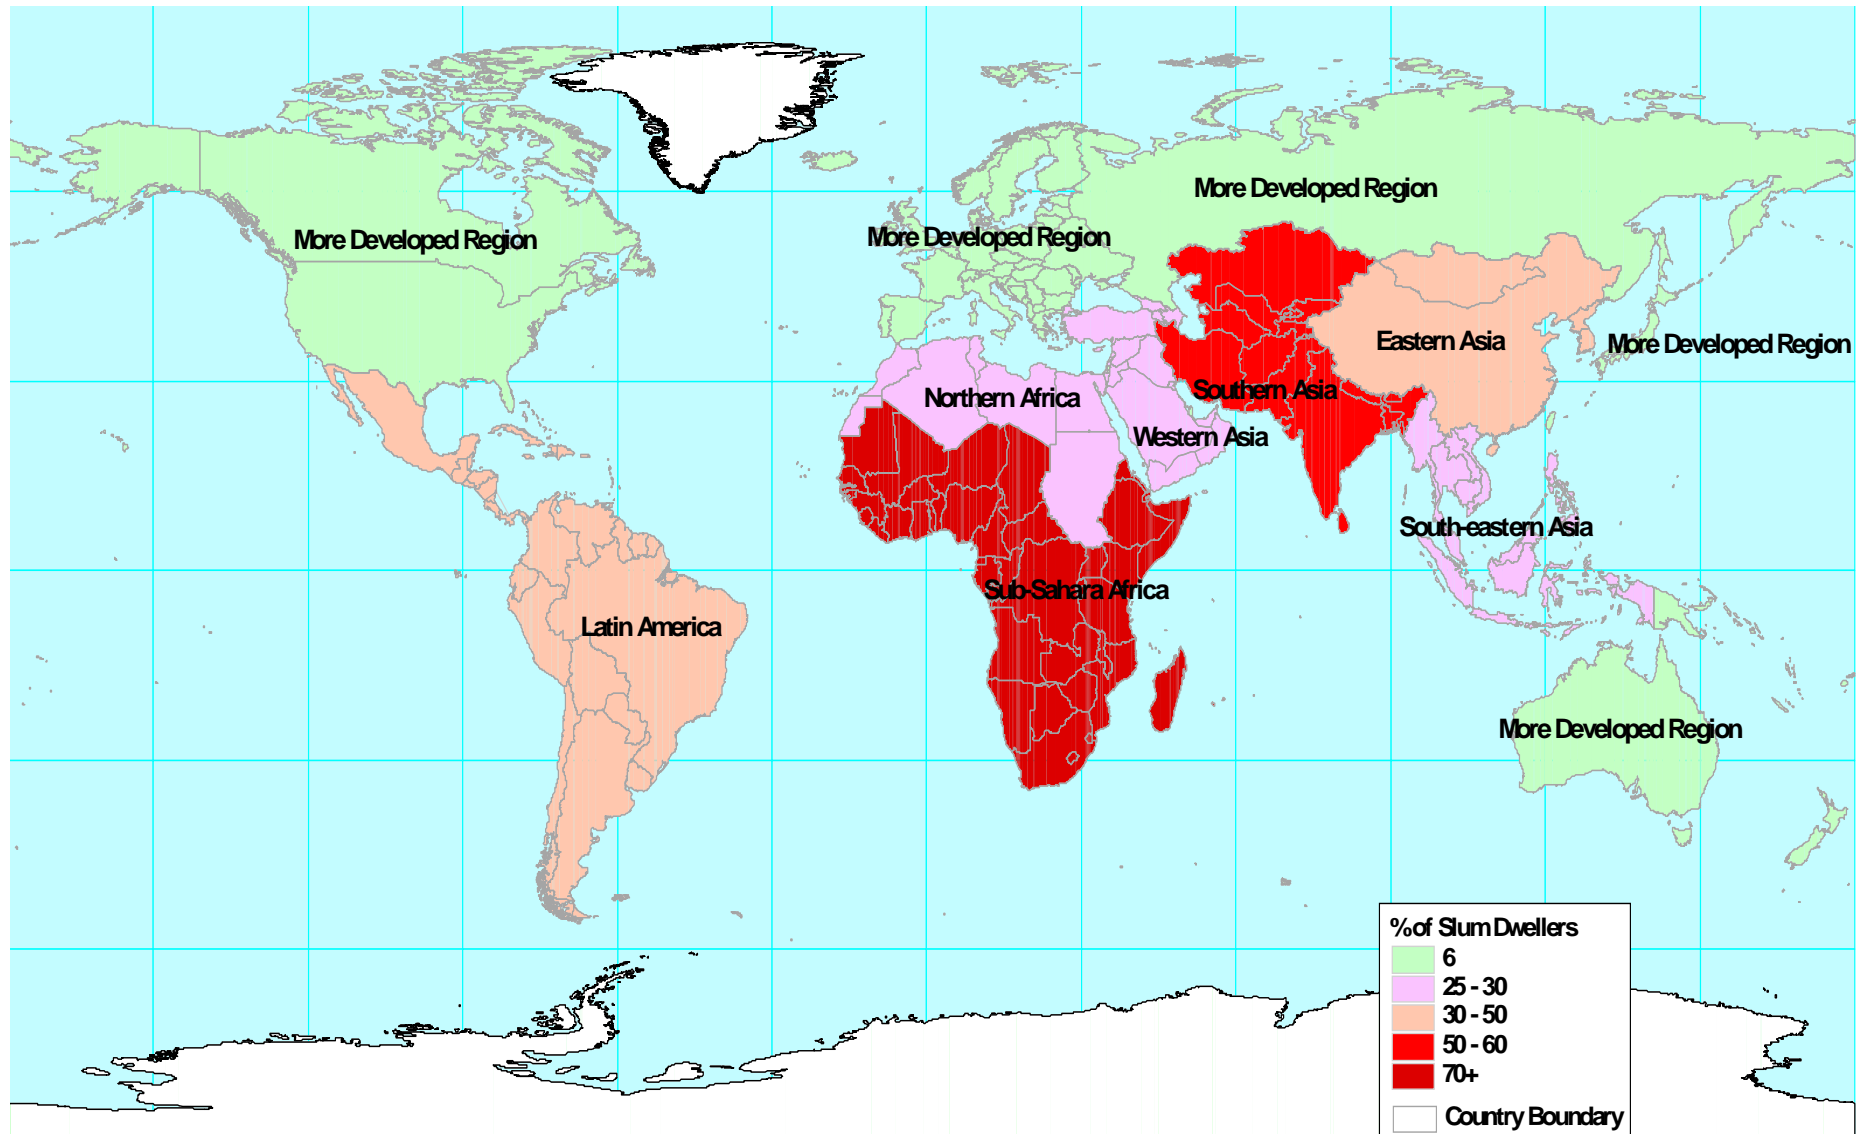 More Developed Region
More Developed Region
More Developed Region
Eastern Asia
More Developed Region
Southern Asia
Northern Africa
Western Asia
South-eastern Asia
Sub-Sahara Africa
Latin America
More Developed Region
% of Slum Dwellers
6
25 - 30
30 - 50
50 - 60
70+
Country Boundary